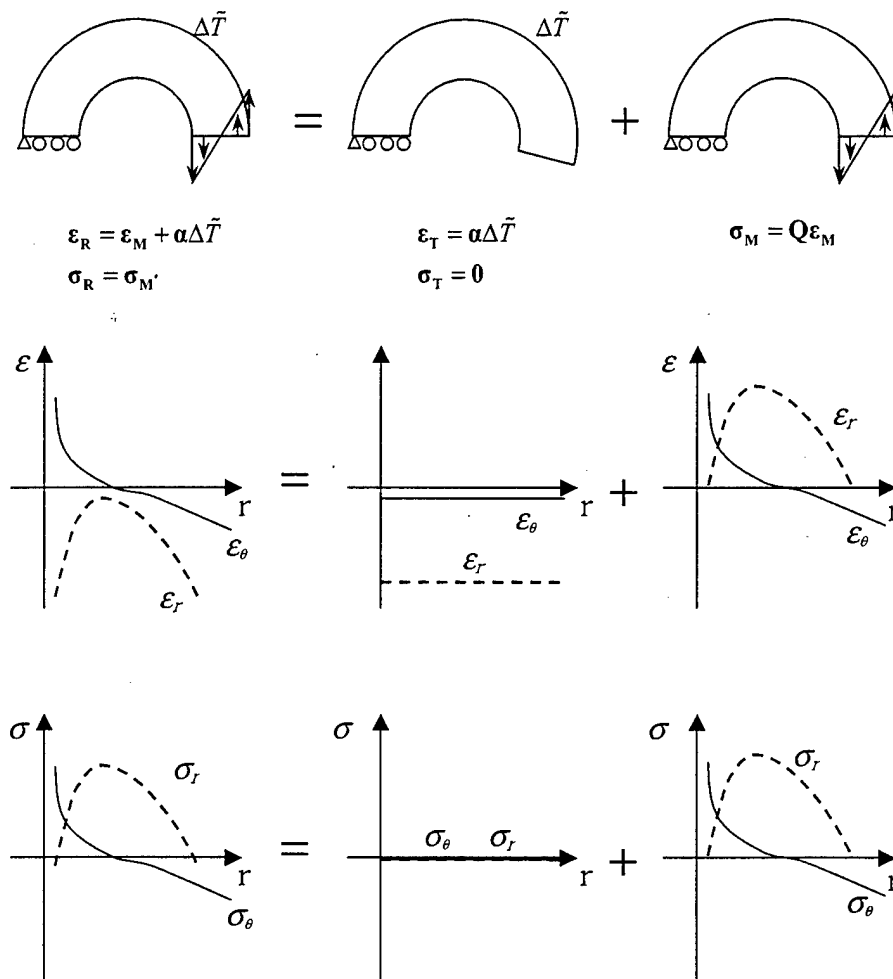 ΔT̃ ΔT̃
= +
ε_R = ε_M + αΔT̃ ε_T = αΔT̃ σ_M = Qε_M
σ_R = σ_M' σ_T = 0
ε ε ε
ε_r
= +
r r r
ε_θ ε_θ ε_θ
ε_r ε_r
σ σ σ
σ_r σ_θ σ_r σ_r
= +
r r r
σ_θ σ_θ